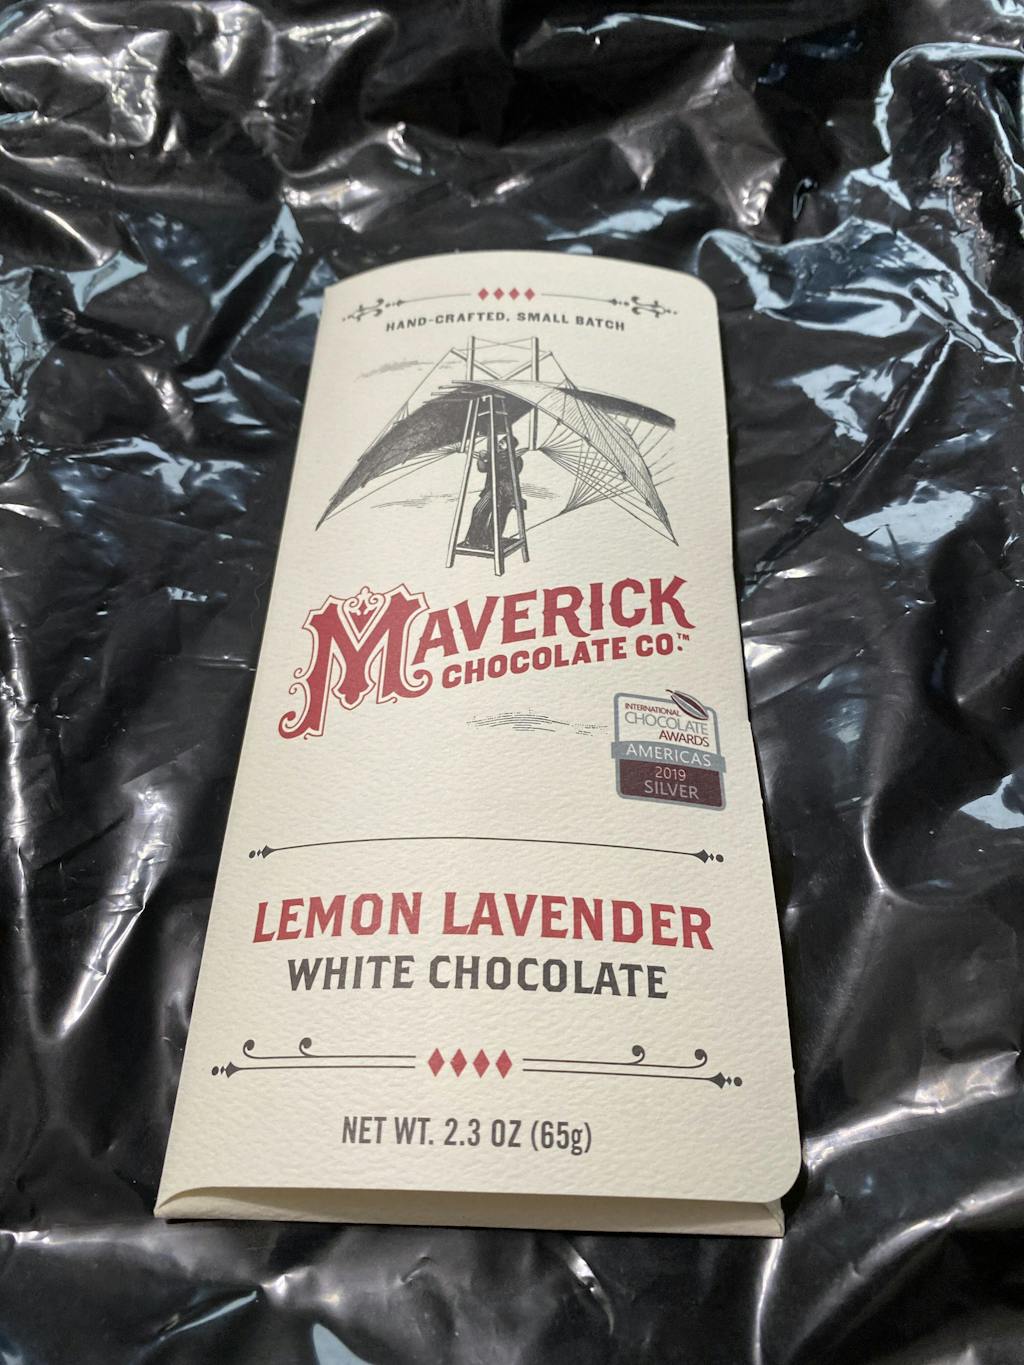 HAND-CRAFTED, SMALL BATCH
MAVERICK
CHOCOLATE CO.™
INTERNATIONAL
CHOCOLATE
AWARDS
AMERICAS
2019
SILVER
LEMON LAVENDER
WHITE CHOCOLATE
NET WT. 2.3 OZ (65g)